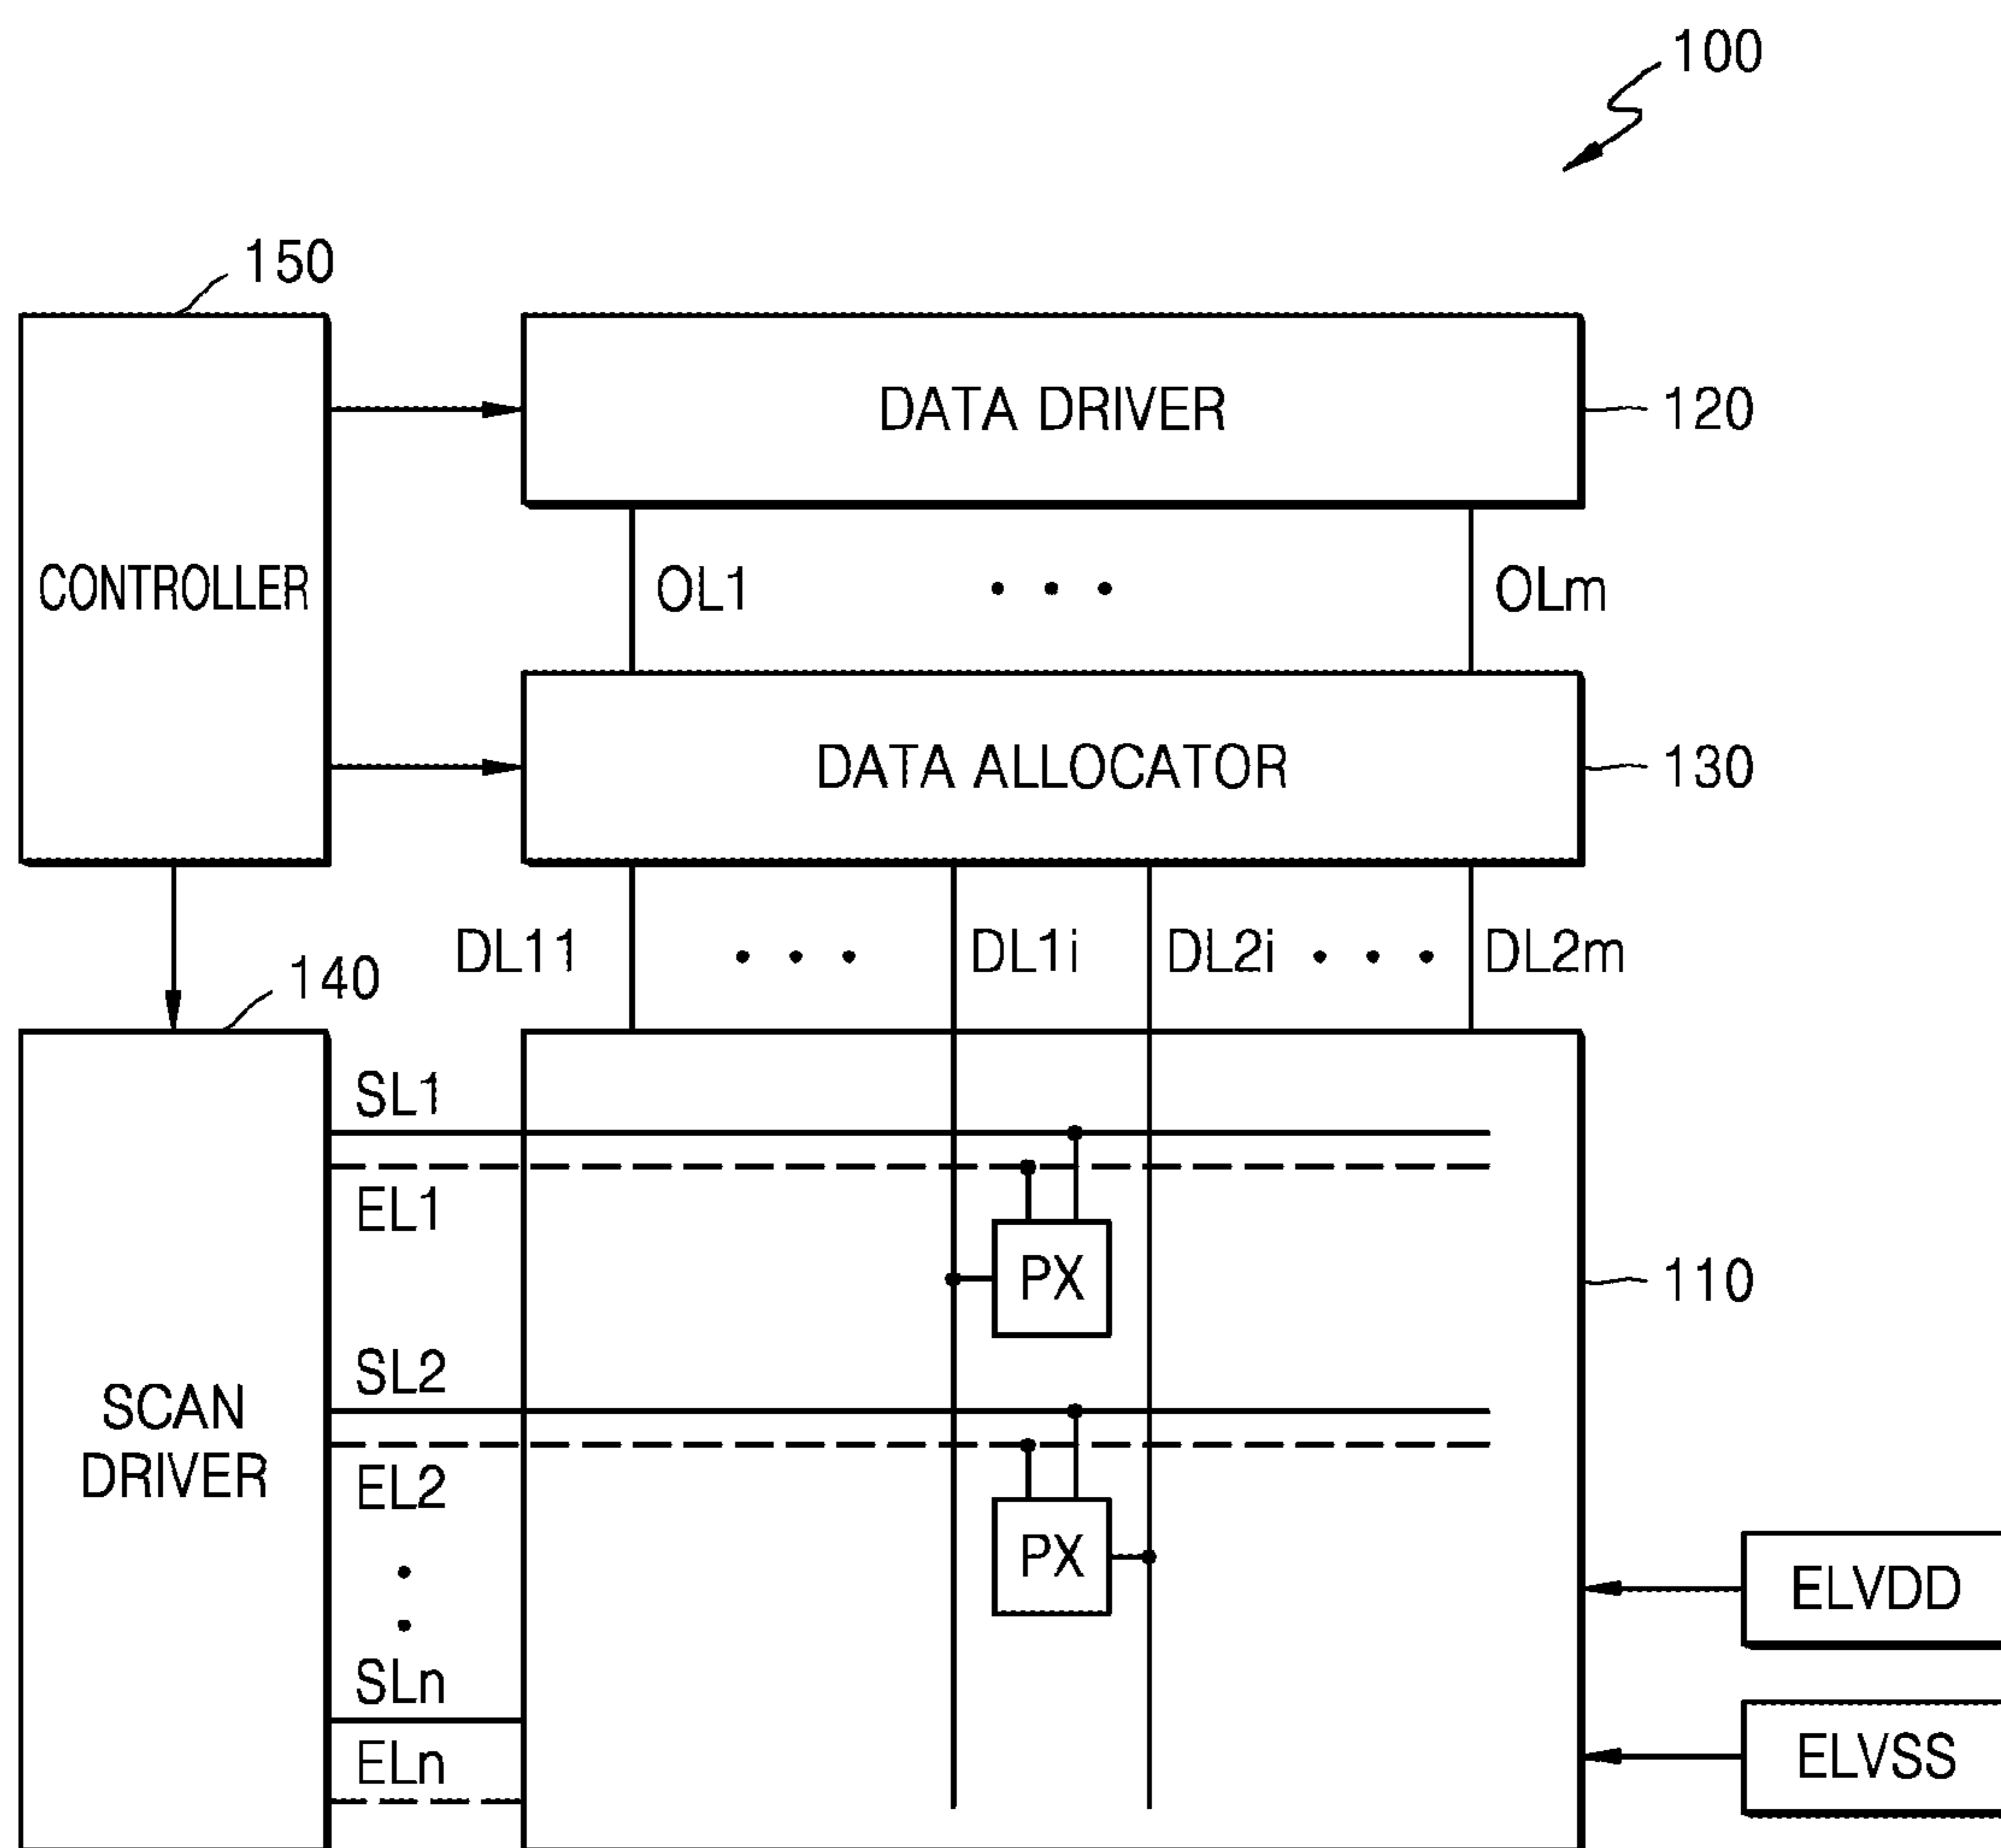 100
150
DATA DRIVER
120
CONTROLLER
OL1
OLm
DATA ALLOCATOR
130
DL11
DL1i
DL2i
DL2m
140
SL1
EL1
PX
110
SL2
SCAN
DRIVER
EL2
PX
ELVDD
SLn
ELn
ELVSS